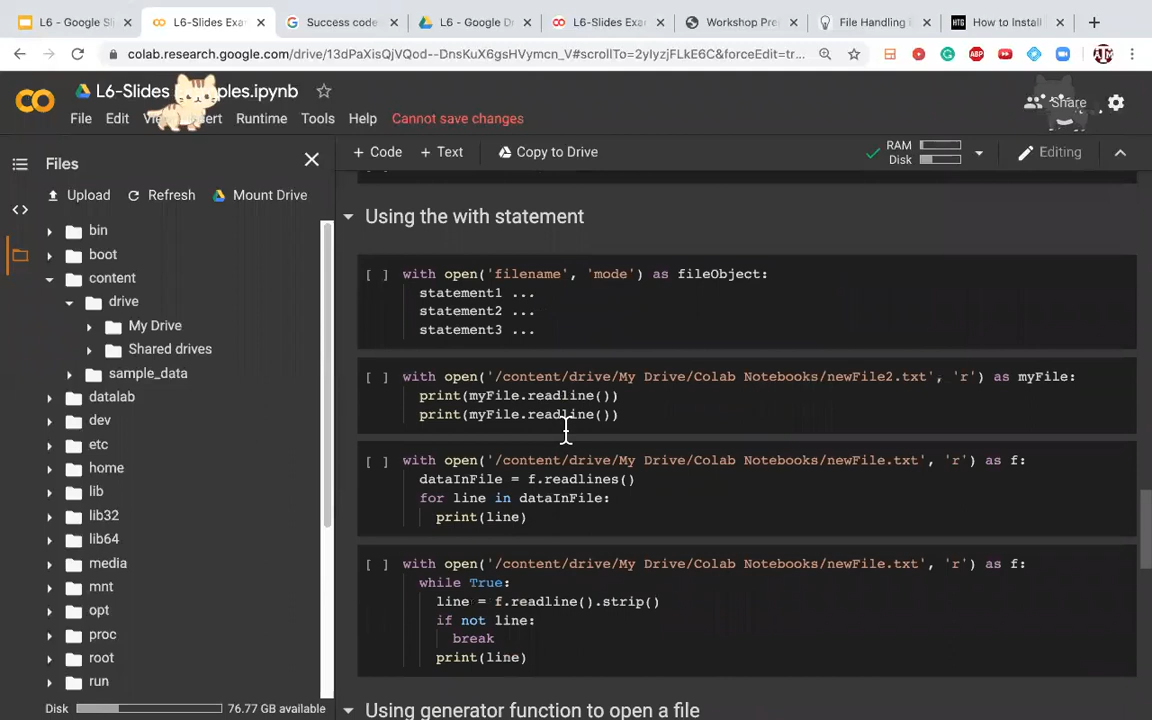 L6 - Google Slides
L6-Slides Exa
Success code
L6 - Google Dr
L6-Slides Exa
Workshop Pre
File Handling i
How to Install
colab.research.google.com/drive/13dPaXisQjVQod--DnsKuX6gsHVymcn_V#scrollTo=2yIyzjFLkE6C&forceEdit=tr...
L6-Slides Examples.ipynb
Share
File Edit View Insert Runtime Tools Help Cannot save changes
+ Code + Text Copy to Drive
RAM
Disk
Editing
Files
Upload Refresh Mount Drive
bin
boot
content
drive
My Drive
Shared drives
sample_data
datalab
dev
etc
home
lib
lib32
lib64
media
mnt
opt
proc
root
run
Disk 76.77 GB available
Using the with statement
[ ] with open('filename', 'mode') as fileObject:
statement1 ...
statement2 ...
statement3 ...
[ ] with open('/content/drive/My Drive/Colab Notebooks/newFile2.txt', 'r') as myFile:
print(myFile.readline())
print(myFile.readline())
[ ] with open('/content/drive/My Drive/Colab Notebooks/newFile.txt', 'r') as f:
dataInFile = f.readlines()
for line in dataInFile:
print(line)
[ ] with open('/content/drive/My Drive/Colab Notebooks/newFile.txt', 'r') as f:
while True:
line = f.readline().strip()
if not line:
break
print(line)
Using generator function to open a file